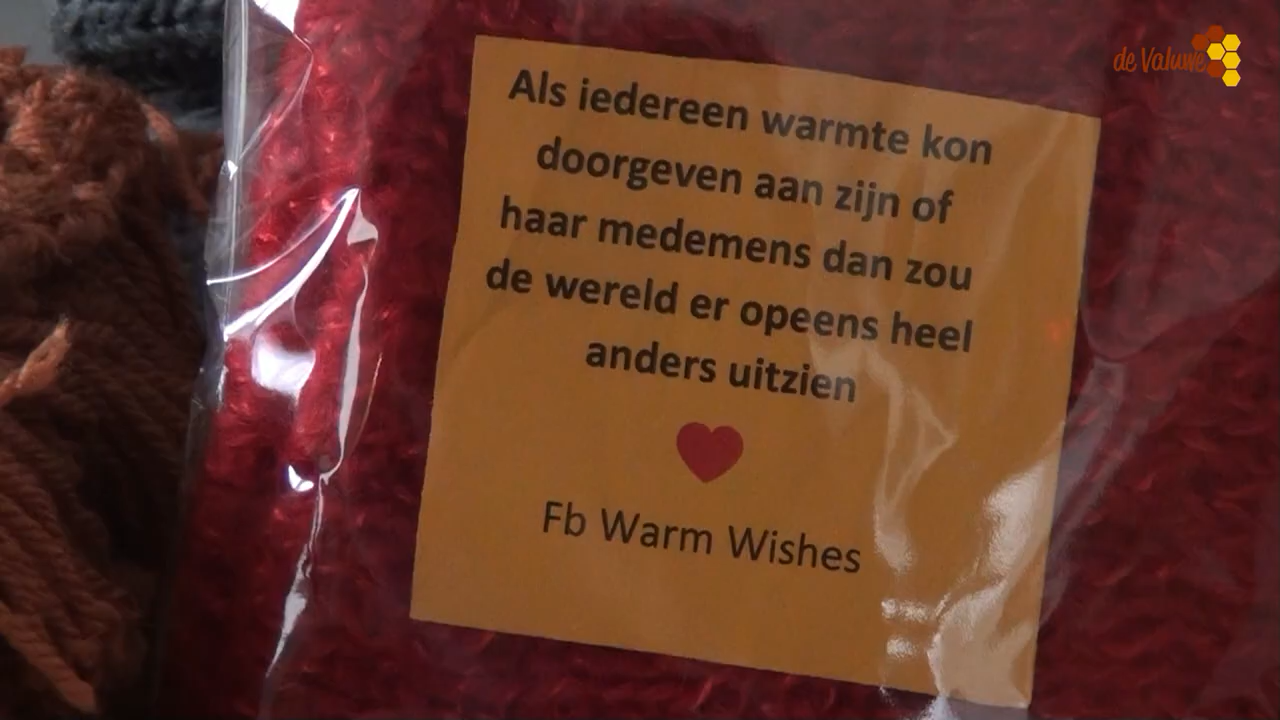 de Valuwe
Als iedereen warmte kon
doorgeven aan zijn of
haar medemens dan zou
de wereld er opeens heel
anders uitzien
Fb Warm Wishes